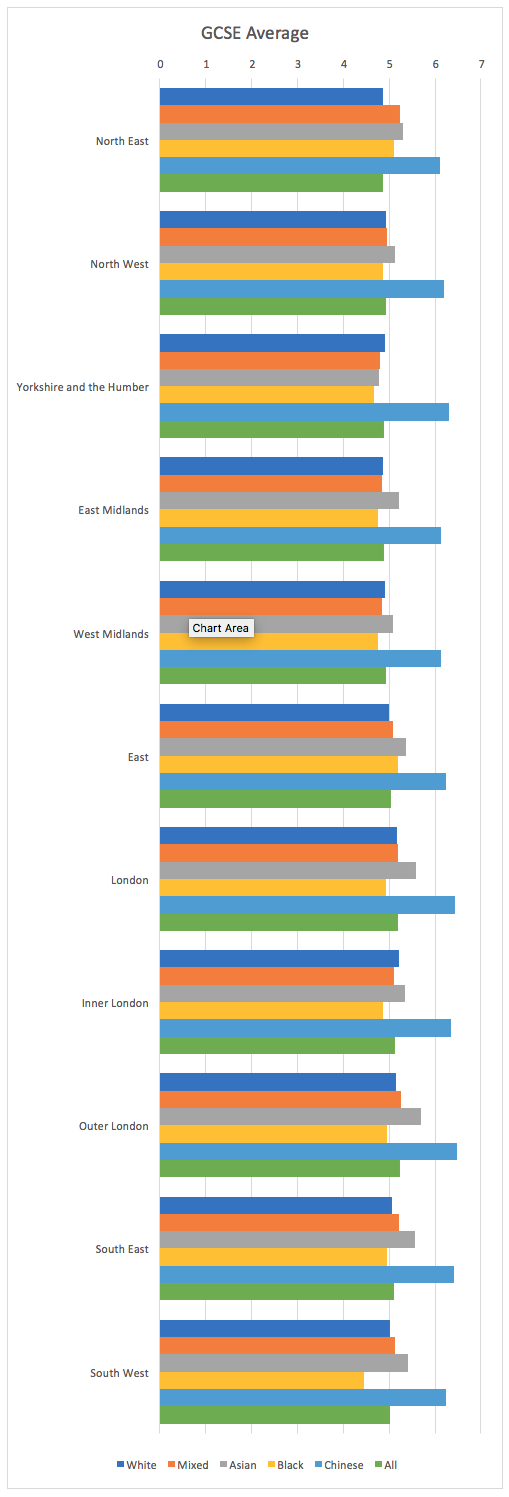 GCSE Average
0 1 2 3 4 5 6 7
North East
North West
Yorkshire and the Humber
East Midlands
West Midlands
Chart Area
East
London
Inner London
Outer London
South East
South West
White Mixed Asian Black Chinese All